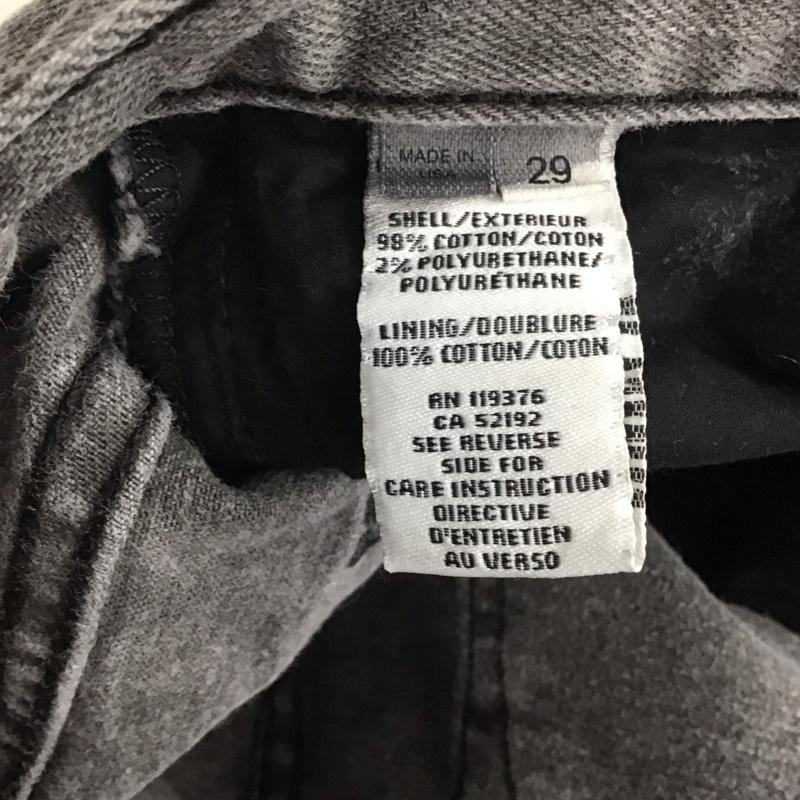 MADE IN
USA
29
SHELL/EXTERIEUR
98% COTTON/COTON
2% POLYURETHANE/
POLYURÉTHANE
LINING/DOUBLURE
100% COTTON/COTON
RN 119376
CA 52192
SEE REVERSE
SIDE FOR
CARE INSTRUCTION
DIRECTIVE
D'ENTRETIEN
AU VERSO